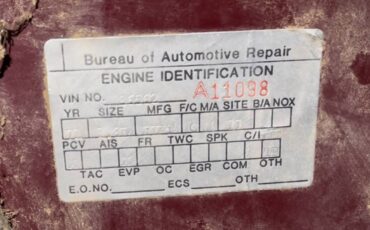 Bureau of Automotive Repair
ENGINE IDENTIFICATION
VIN NO. A11098
YR SIZE MFG F/C M/A SITE B/A NOX
PCV AIS FR TWC SPK C/I
TAC EVP OC EGR COM OTH
E.O.NO. ECS OTH